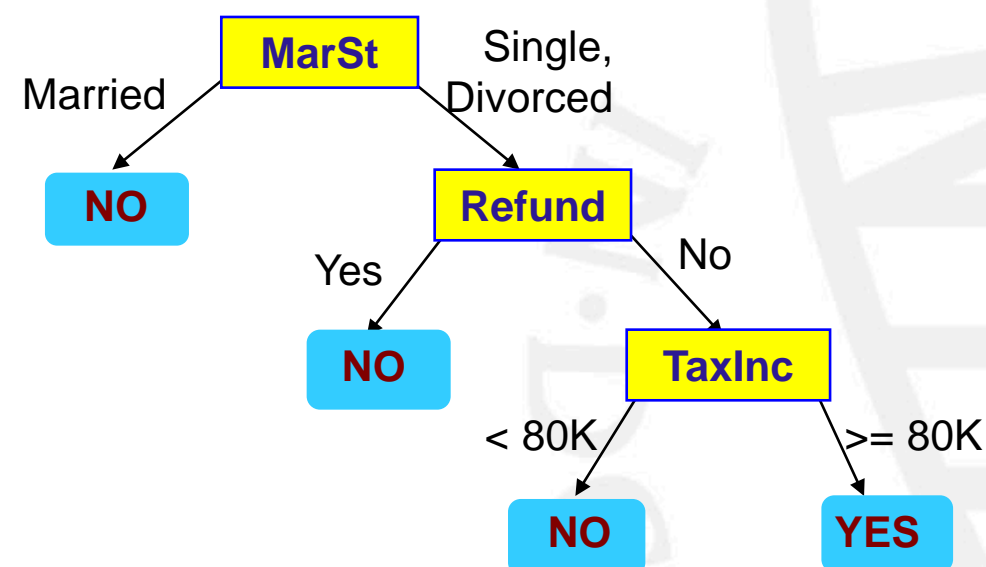 MarSt
Single,
Married
Divorced
NO
Refund
Yes
No
NO
TaxInc
< 80K
>= 80K
NO
YES